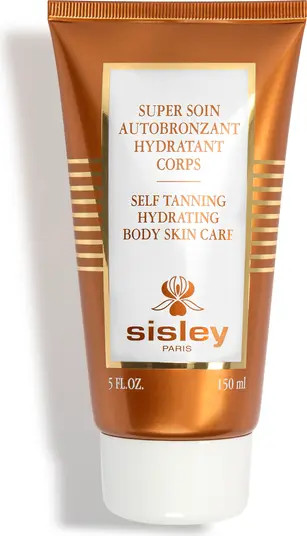 SUPER SOIN
AUTOBRONZANT
HYDRATANT
CORPS
SELF TANNING
HYDRATING
BODY SKIN CARE
sisley
PARIS
5 FL.OZ. 150 ml